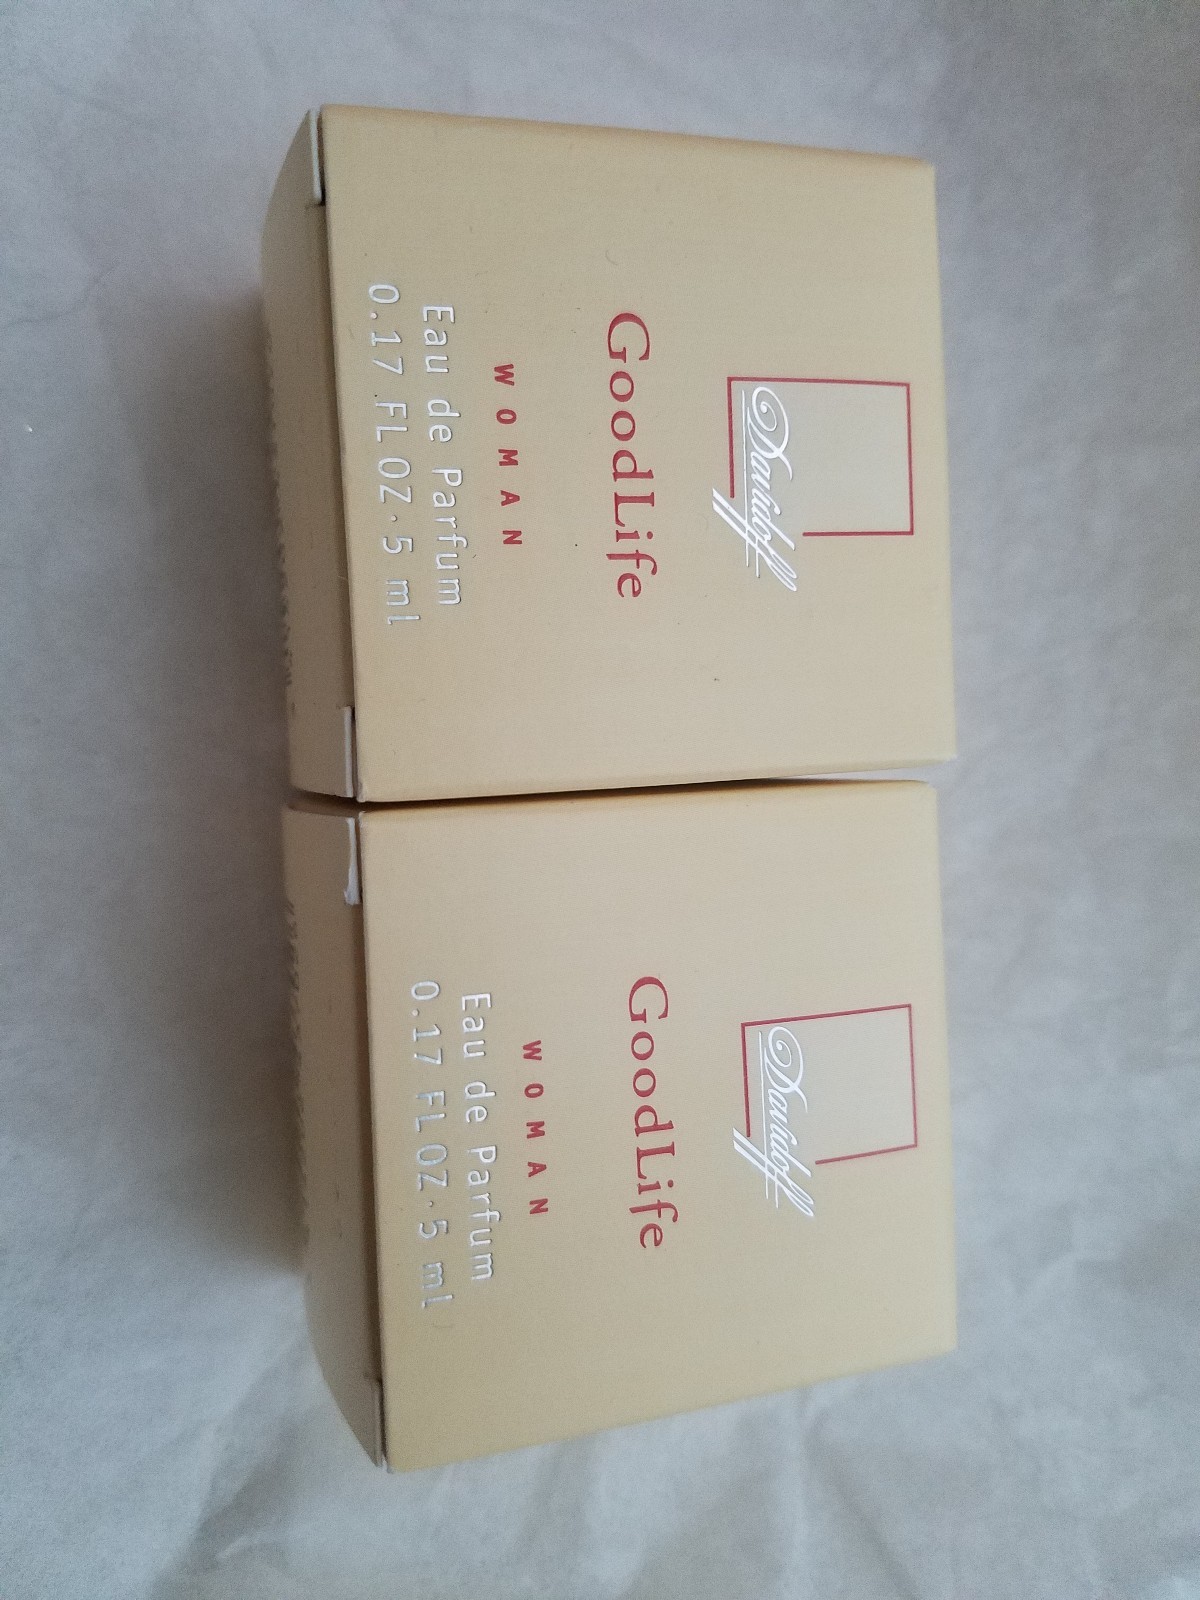 Davidoff
GoodLife
WOMAN
Eau de Parfum
0.17 FL OZ · 5 ml
Davidoff
GoodLife
WOMAN
Eau de Parfum
0.17 FL OZ · 5 ml